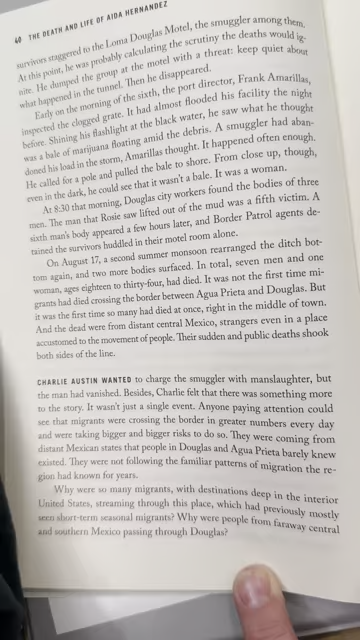 40 THE DEATH AND LIFE OF AIDA HERNANDEZ
survivors staggered to the Loma Douglas Motel, the smuggler among them.
At this point, he was probably calculating the scrutiny the deaths would ig-
nite. He dumped the group at the motel with a threat: keep quiet about
what happened in the tunnel. Then he disappeared.
Early on the morning of the sixth, the port director, Frank Amarillas,
inspected the clogged grate. It had almost flooded his facility the night
before. Shining his flashlight at the black water, he saw what he thought
was a bale of marijuana floating amid the debris. A smuggler had aban-
doned his load in the storm, Amarillas thought. It happened often enough.
He called for a pole and pulled the bale to shore. From close up, though,
even in the dark, he could see that it wasn't a bale. It was a woman.
At 8:30 that morning, Douglas city workers found the bodies of three
men. The man that Rosie saw lifted out of the mud was a fifth victim. A
sixth man's body appeared a few hours later, and Border Patrol agents de-
tained the survivors huddled in their motel room alone.
On August 17, a second summer monsoon rearranged the ditch bot-
tom again, and two more bodies surfaced. In total, seven men and one
woman, ages eighteen to thirty-four, had died. It was not the first time mi-
grants had died crossing the border between Agua Prieta and Douglas. But
it was the first time so many had died at once, right in the middle of town.
And the dead were from distant central Mexico, strangers even in a place
accustomed to the movement of people. Their sudden and public deaths shook
both sides of the line.
CHARLIE AUSTIN WANTED to charge the smuggler with manslaughter, but
the man had vanished. Besides, Charlie felt that there was something more
to the story. It wasn't just a single event. Anyone paying attention could
see that migrants were crossing the border in greater numbers every day
and were taking bigger and bigger risks to do so. They were coming from
distant Mexican states that people in Douglas and Agua Prieta barely knew
existed. They were not following the familiar patterns of migration the re-
gion had known for years.
Why were so many migrants, with destinations deep in the interior
United States, streaming through this place, which had previously mostly
seen short-term seasonal migrants? Why were people from faraway central
and southern Mexico passing through Douglas?